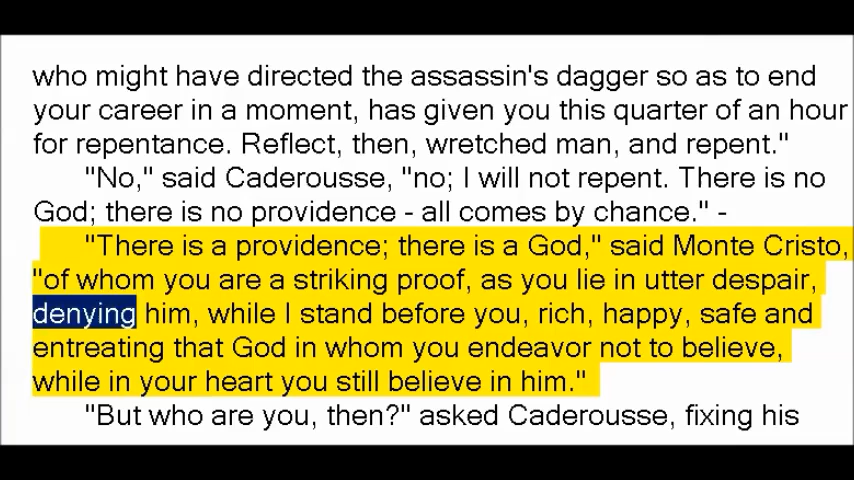 who might have directed the assassin's dagger so as to end
your career in a moment, has given you this quarter of an hour
for repentance. Reflect, then, wretched man, and repent."
"No," said Caderousse, "no; I will not repent. There is no
God; there is no providence - all comes by chance." -
"There is a providence; there is a God," said Monte Cristo,
"of whom you are a striking proof, as you lie in utter despair,
denying him, while I stand before you, rich, happy, safe and
entreating that God in whom you endeavor not to believe,
while in your heart you still believe in him."
"But who are you, then?" asked Caderousse, fixing his